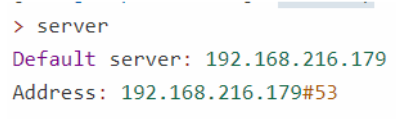 > server
Default server: 192.168.216.179
Address: 192.168.216.179#53